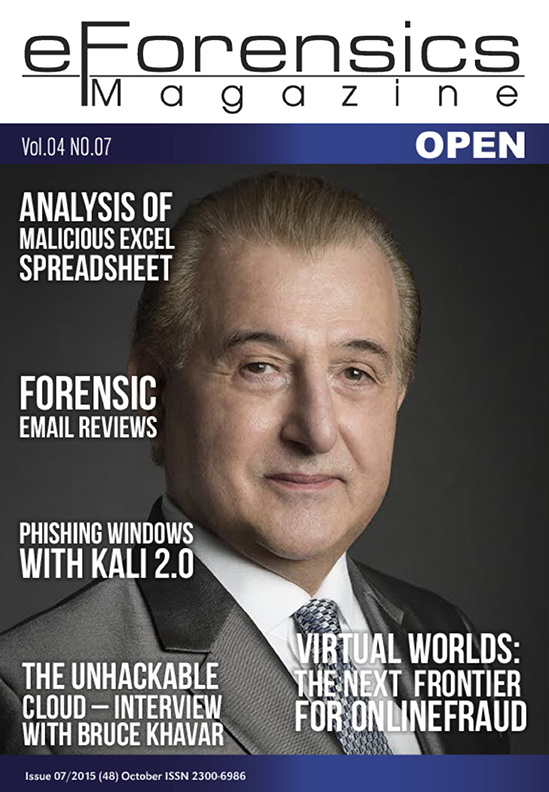 eForensics
Magazine
Vol.04 NO.07
OPEN
ANALYSIS OF
MALICIOUS EXCEL
SPREADSHEET
FORENSIC
EMAIL REVIEWS
PHISHING WINDOWS
WITH KALI 2.0
THE UNHACKABLE
CLOUD – INTERVIEW
WITH BRUCE KHAVAR
VIRTUAL WORLDS:
THE NEXT FRONTIER
FOR ONLINEFRAUD
Issue 07/2015 (48) October ISSN 2300-6986